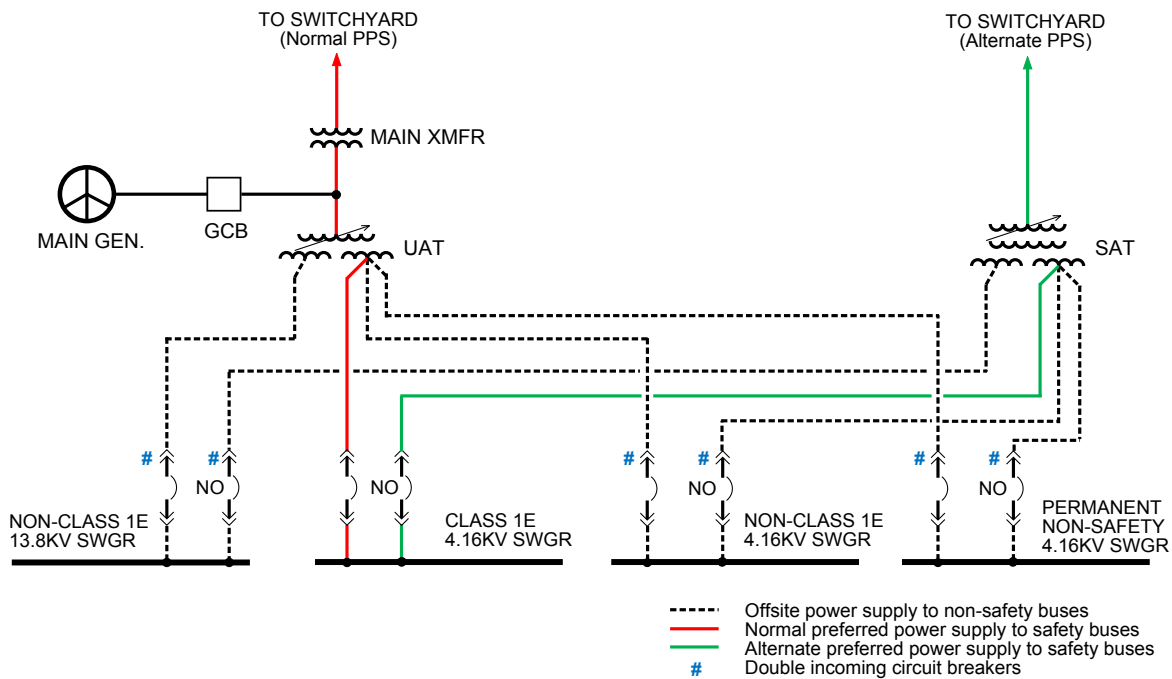 TO SWITCHYARD
(Normal PPS)
TO SWITCHYARD
(Alternate PPS)
MAIN XMFR
MAIN GEN.
GCB
UAT
SAT
#
#
#
#
#
#
NO
NO
NO
NO
NON-CLASS 1E
13.8KV SWGR
CLASS 1E
4.16KV SWGR
NON-CLASS 1E
4.16KV SWGR
PERMANENT
NON-SAFETY
4.16KV SWGR
Offsite power supply to non-safety buses
Normal preferred power supply to safety buses
Alternate preferred power supply to safety buses
# Double incoming circuit breakers